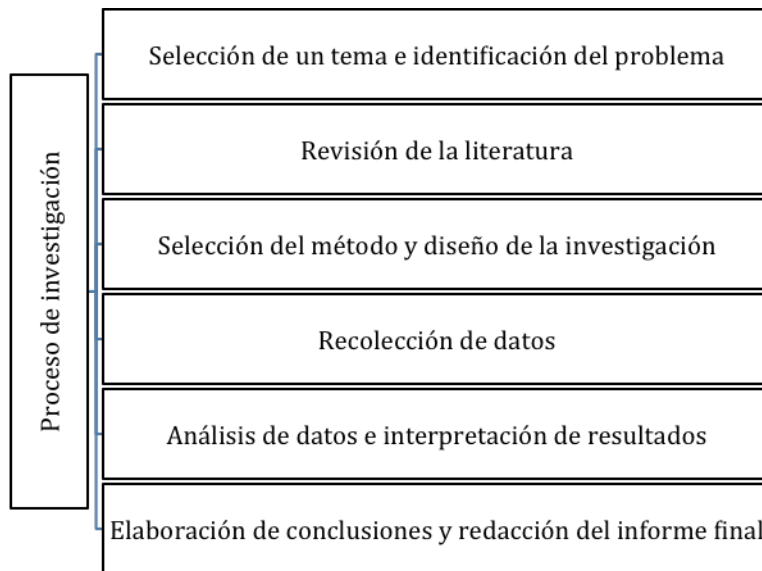 Proceso de investigación
Selección de un tema e identificación del problema
Revisión de la literatura
Selección del método y diseño de la investigación
Recolección de datos
Análisis de datos e interpretación de resultados
Elaboración de conclusiones y redacción del informe final